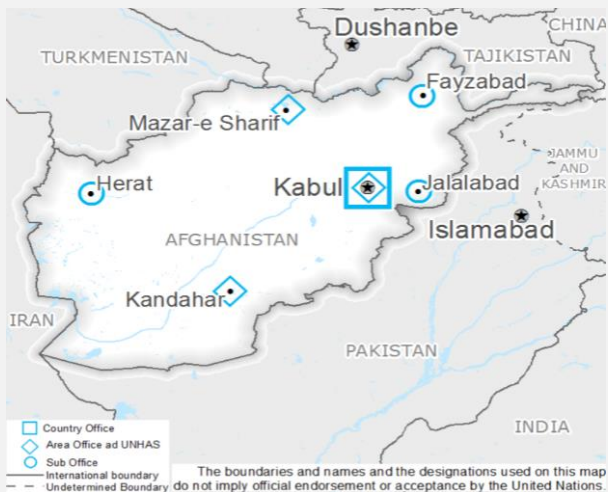 Dushanbe
CHINA
TURKMENISTAN
TAJIKISTAN
Fayzabad
Mazar-e Sharif
JAMMU
AND
KASHMIR
Herat
Kabul
Jalalabad
Islamabad
AFGHANISTAN
Kandahar
IRAN
PAKISTAN
INDIA
Country Office
Area Office ad UNHAS
Sub Office
International boundary
Undetermined Boundary
The boundaries and names and the designations used on this map
do not imply official endorsement or acceptance by the United Nations.